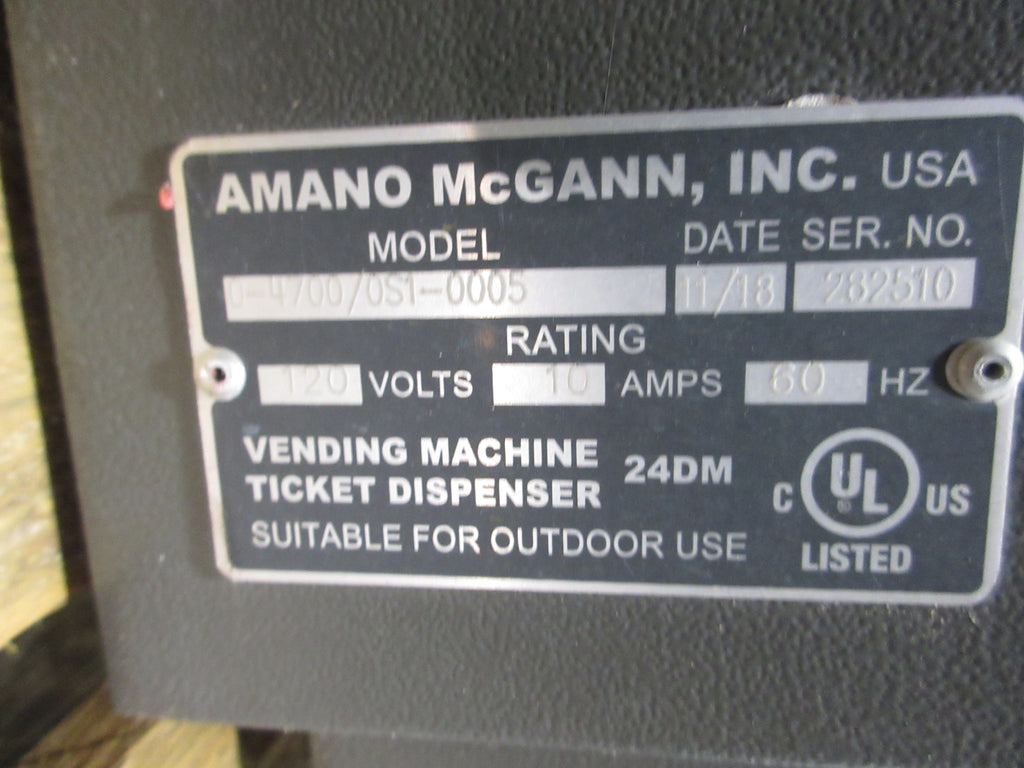 AMANO McGANN, INC. USA
MODEL DATE SER. NO.
0-4700/0S1-0005 11/18 282510
RATING
120 VOLTS 10 AMPS 60 HZ
VENDING MACHINE 24DM
TICKET DISPENSER
SUITABLE FOR OUTDOOR USE
C UL ® US
LISTED